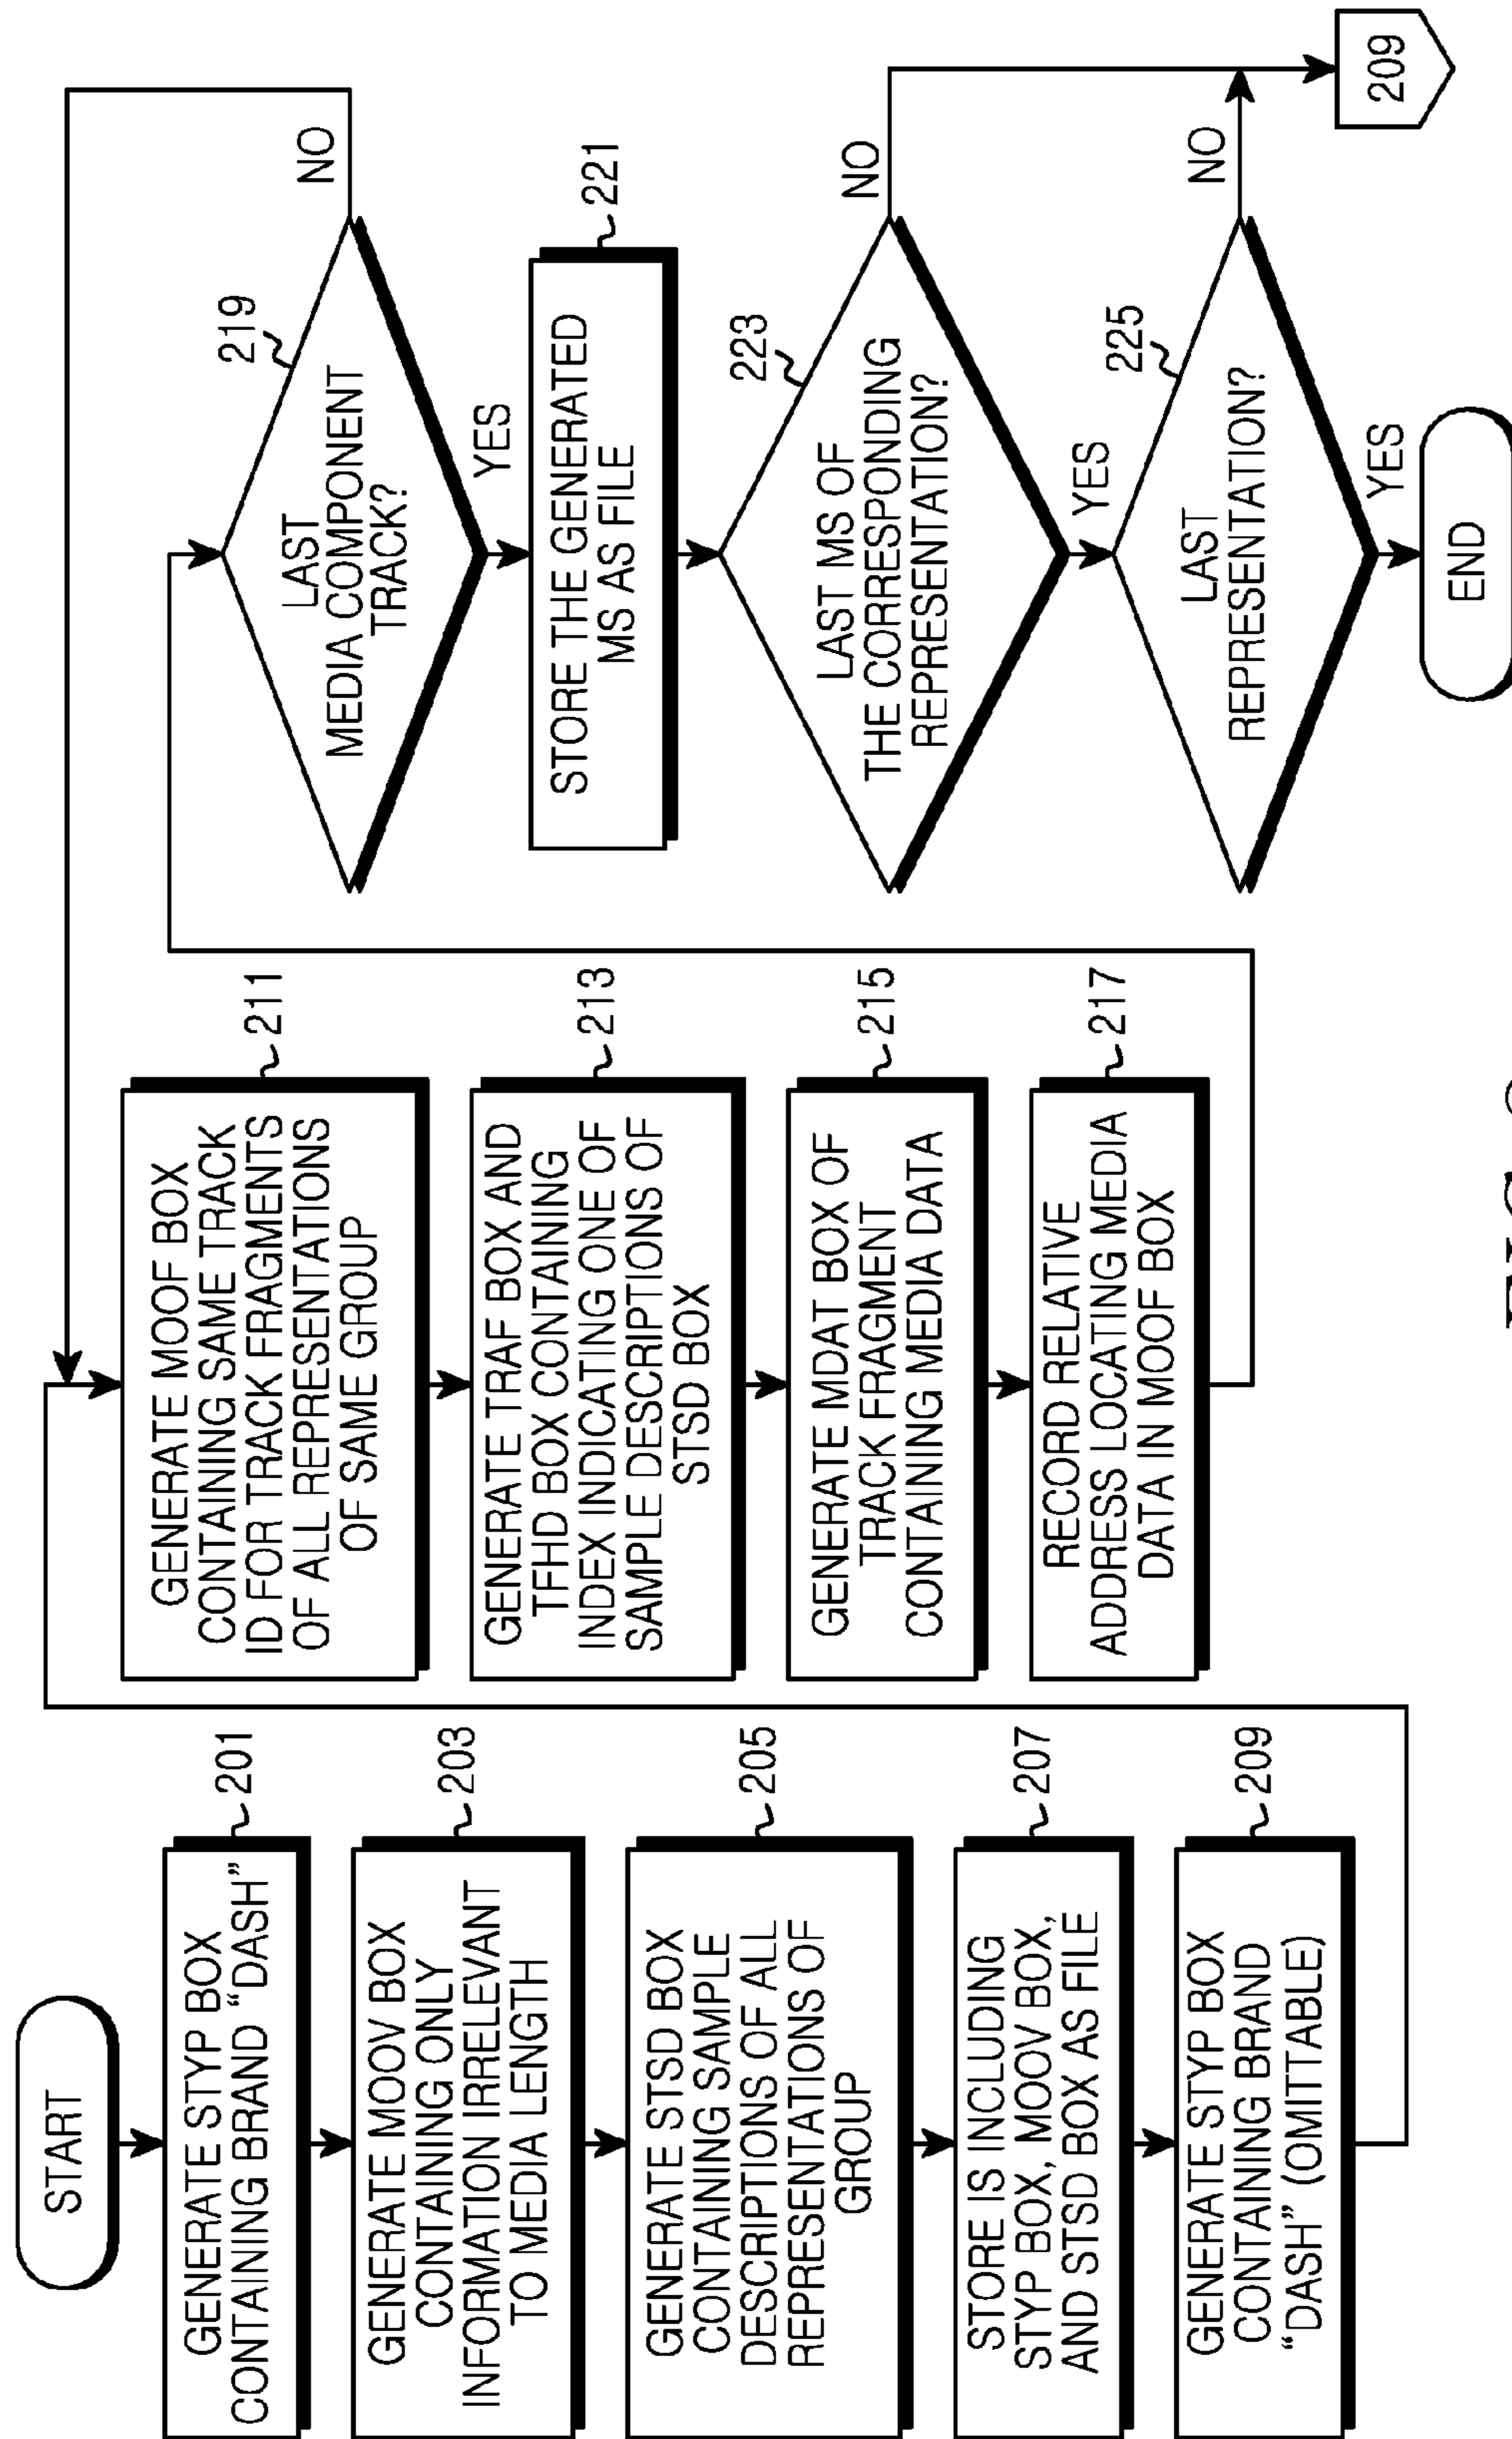 START
GENERATE STYP BOX
CONTAINING BRAND “DASH”
201
GENERATE MOOV BOX
CONTAINING ONLY
INFORMATION IRRELEVANT
TO MEDIA LENGTH
203
GENERATE STSD BOX
CONTAINING SAMPLE
DESCRIPTIONS OF ALL
REPRESENTATIONS OF
GROUP
205
STORE IS INCLUDING
STYP BOX, MOOV BOX,
AND STSD BOX AS FILE
207
GENERATE STYP BOX
CONTAINING BRAND
“DASH” (OMITTABLE)
209
GENERATE MOOF BOX
CONTAINING SAME TRACK
ID FOR TRACK FRAGMENTS
OF ALL REPRESENTATIONS
OF SAME GROUP
211
GENERATE TRAF BOX AND
TFHD BOX CONTAINING
INDEX INDICATING ONE OF
SAMPLE DESCRIPTIONS OF
STSD BOX
213
GENERATE MDAT BOX OF
TRACK FRAGMENT
CONTAINING MEDIA DATA
215
RECORD RELATIVE
ADDRESS LOCATING MEDIA
DATA IN MOOF BOX
217
LAST
MEDIA COMPONENT
TRACK?
219
NO
YES
STORE THE GENERATED
MS AS FILE
221
LAST MS OF
THE CORRESPONDING
REPRESENTATION?
223
NO
YES
LAST
REPRESENTATION?
225
NO
YES
209
END